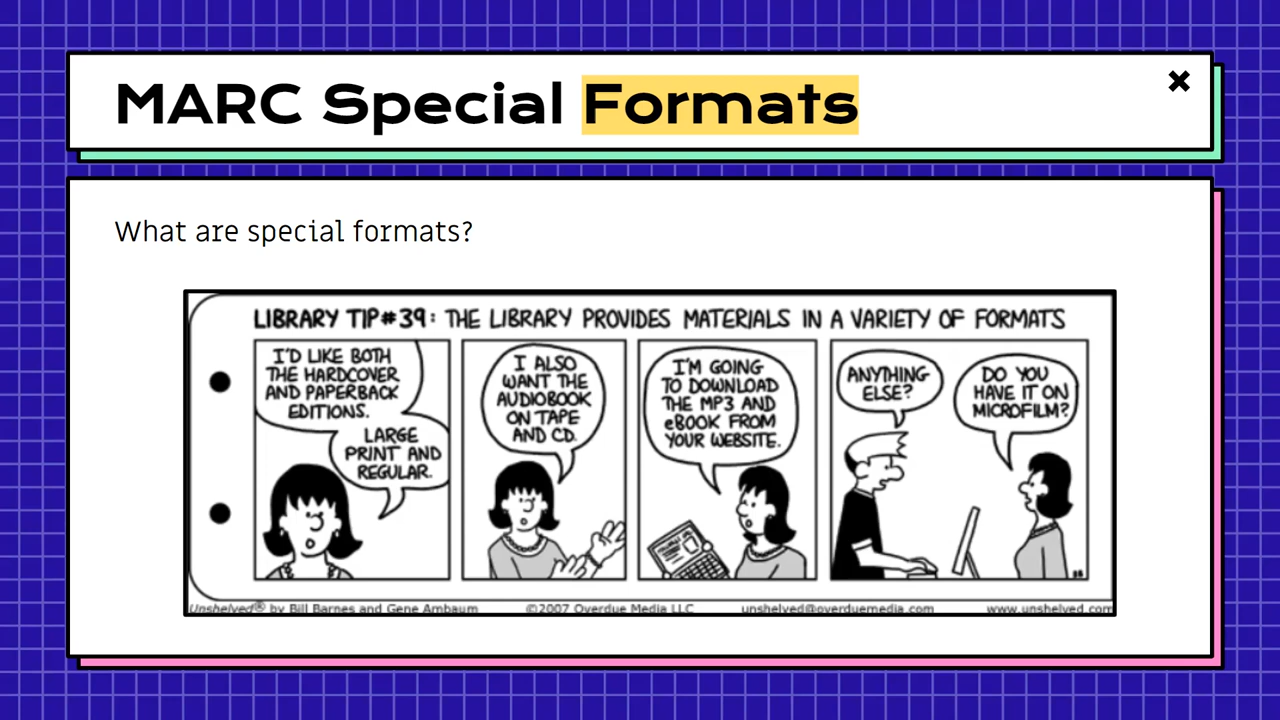 MARC Special Formats
What are special formats?
LIBRARY TIP#39: THE LIBRARY PROVIDES MATERIALS IN A VARIETY OF FORMATS
I'D LIKE BOTH
THE HARDCOVER
AND PAPERBACK
EDITIONS.
LARGE
PRINT AND
REGULAR.
I ALSO
WANT THE
AUDIOBOOK
ON TAPE
AND CD.
I'M GOING
TO DOWNLOAD
THE MP3 AND
eBOOK FROM
YOUR WEBSITE.
ANYTHING
ELSE?
DO YOU
HAVE IT ON
MICROFILM?
Unshelved® by Bill Barnes and Gene Ambaum ©2007 Overdue Media LLC unshelved@overduemedia.com www.unshelved.com